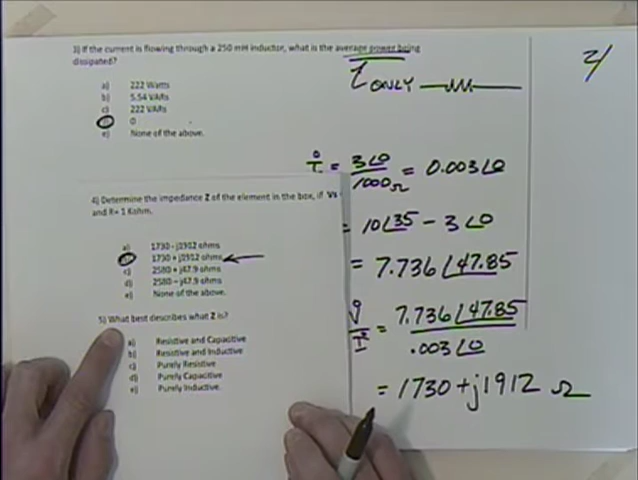 3) If the current is flowing through a 250 mH inductor, what is the average power being
dissipated?
a) 222 Watts
b) 5.54 VARs
c) 222 VARs
0
e) None of the above.
ONLY
2/
I = 3∠0 / 1000Ω = 0.003∠0
= 10∠35 - 3∠0
= 7.736∠47.85
= 7.736∠47.85 / .003∠0
= 1730 + j1912 Ω
4) Determine the impedance Z of the element in the box, if Vs
and R= 1 Kohm.
a) 1730 - j1912 ohms
1730 + j1912 ohms
c) 2580 + j47.9 ohms
d) 2580 - j47.9 ohms
e) None of the above.
5) What best describes what Z is?
a) Resistive and Capacitive
b) Resistive and Inductive
c) Purely Resistive
d) Purely Capacitive
e) Purely Inductive.